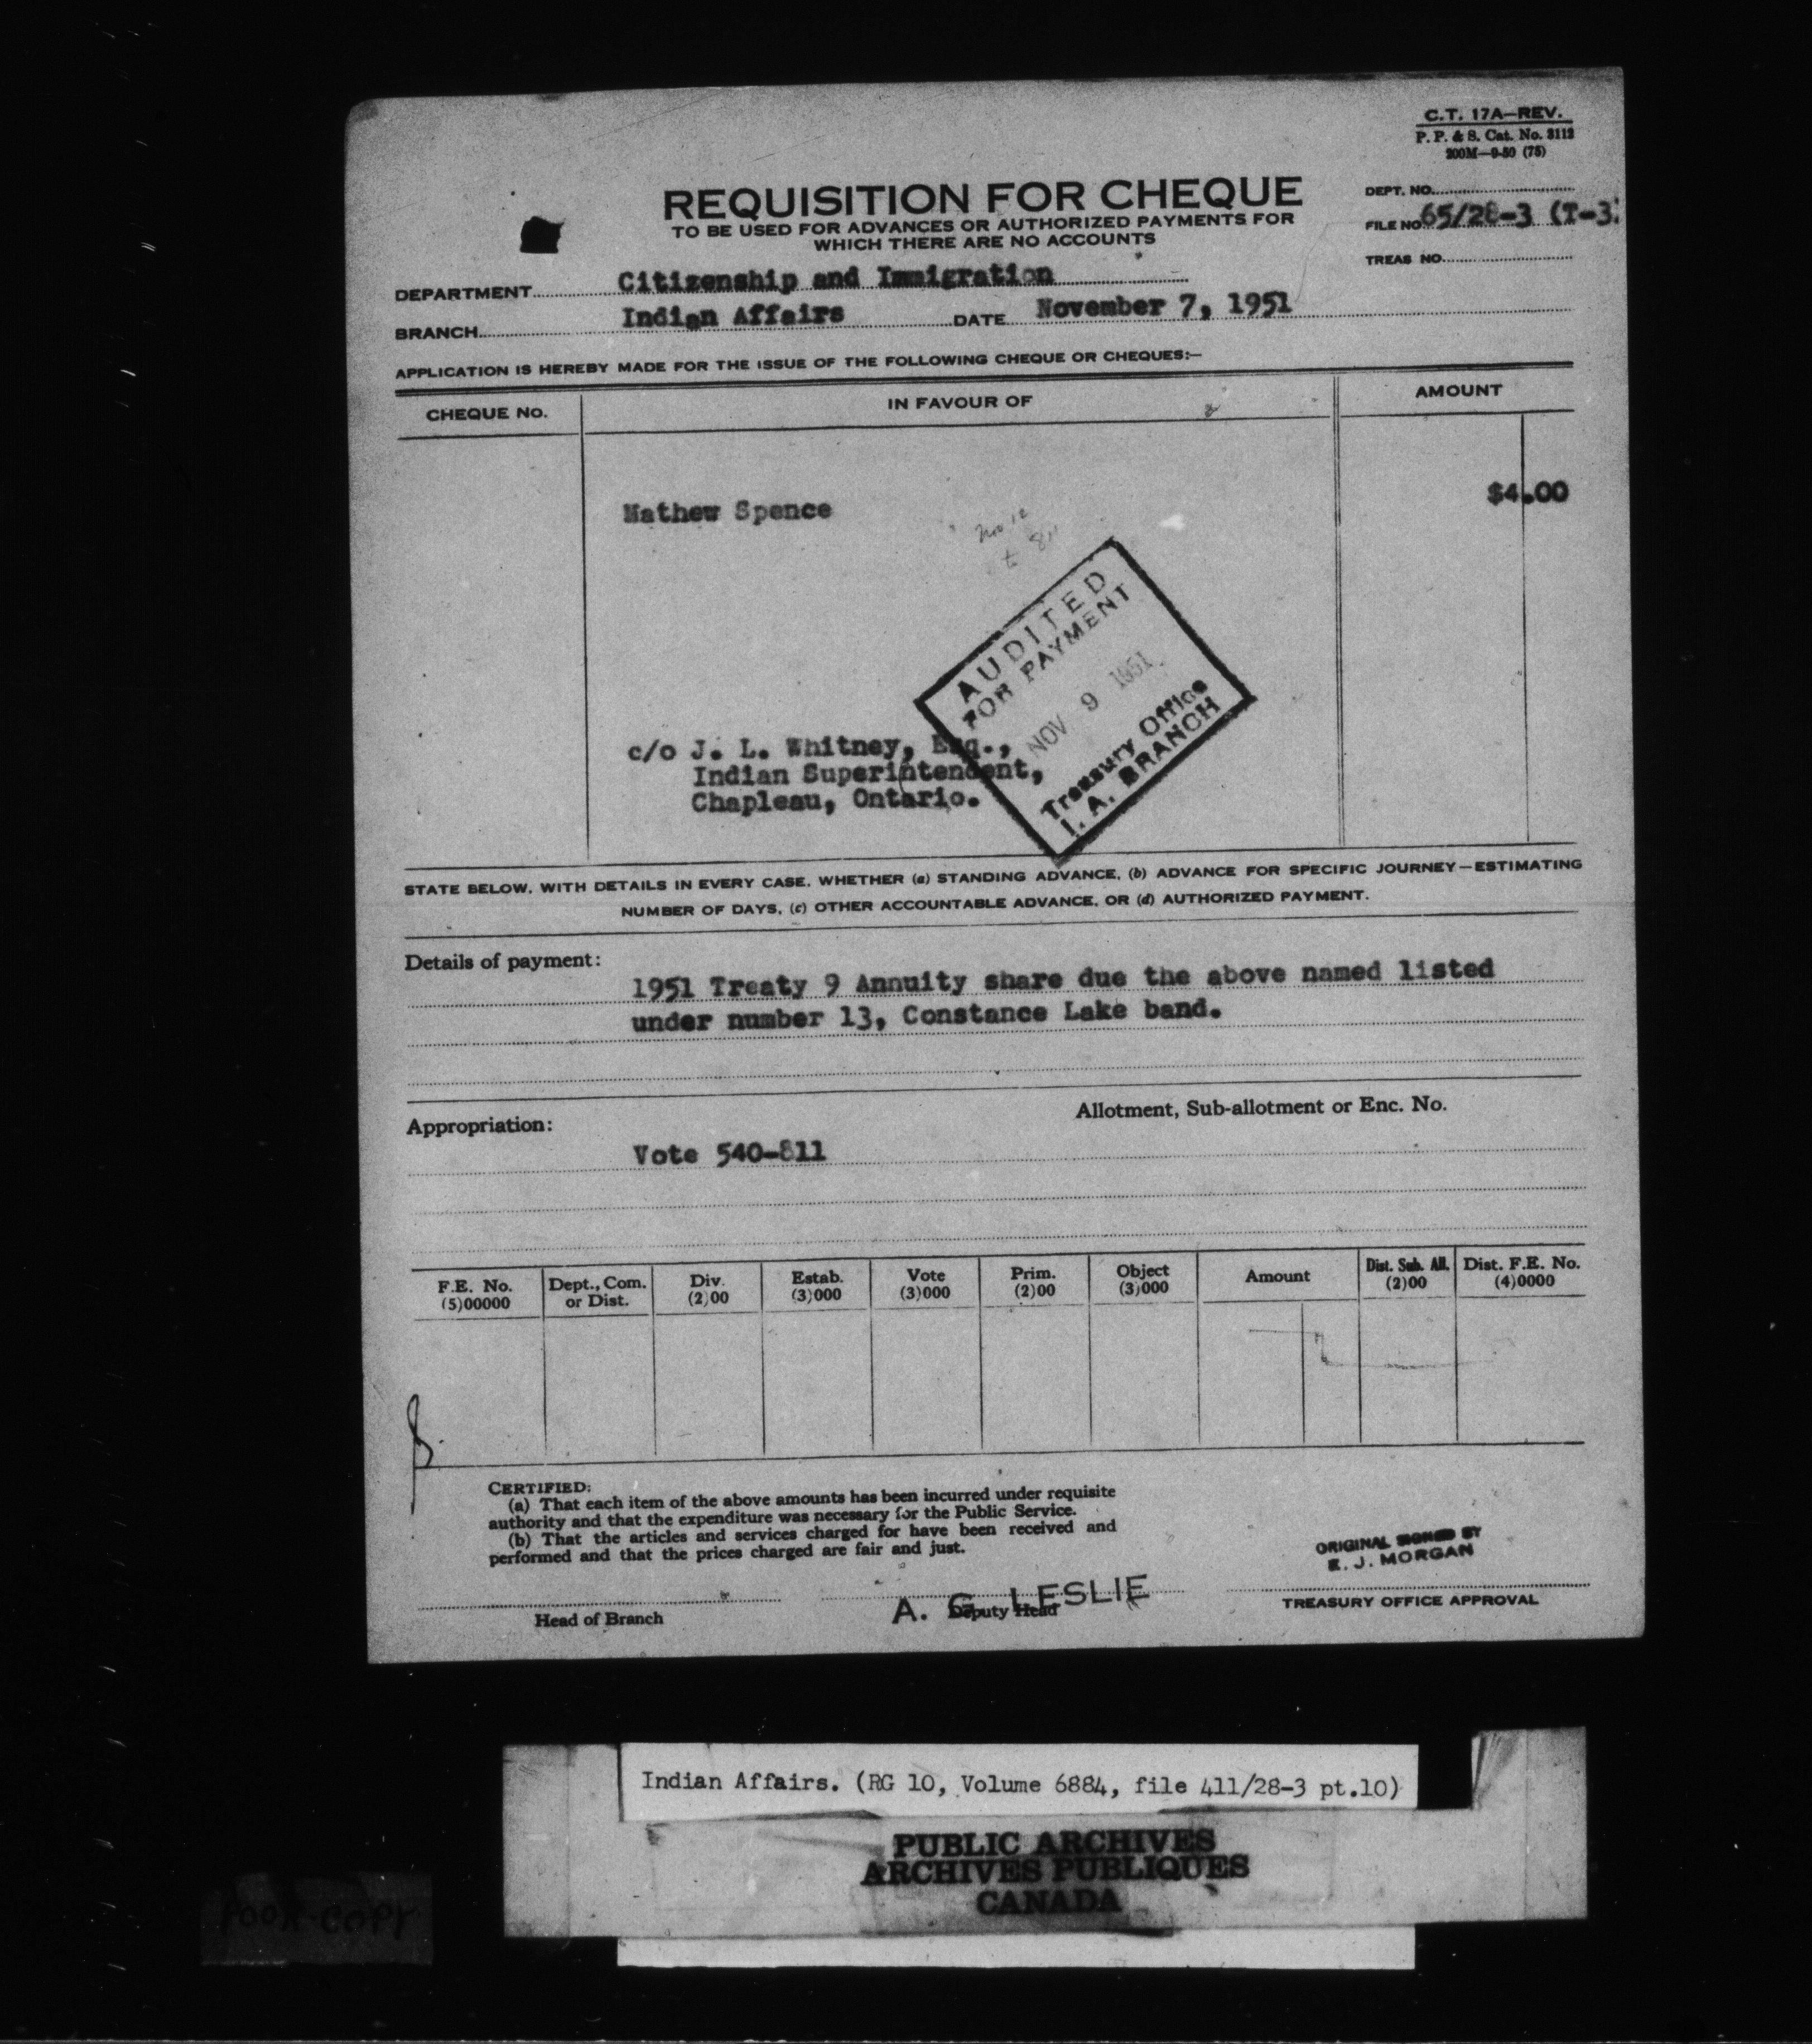 C.T. 17A—REV.
P. P. & S. Cat. No. 3113
200M—9-50 (75)
REQUISITION FOR CHEQUE
TO BE USED FOR ADVANCES OR AUTHORIZED PAYMENTS FOR
WHICH THERE ARE NO ACCOUNTS
DEPT. NO.
FILE NO. 65/28-3 (T-3)
TREAS NO.
DEPARTMENT Citizenship and Immigration
BRANCH Indian Affairs DATE November 7, 1951
APPLICATION IS HEREBY MADE FOR THE ISSUE OF THE FOLLOWING CHEQUE OR CHEQUES:—
CHEQUE No. IN FAVOUR OF AMOUNT
Mathew Spence $4.00
AUDITED
FOR PAYMENT
NOV 9 1951
Treasury Office
I. A. BRANCH
c/o J. L. Whitney, Esq.,
Indian Superintendent,
Chapleau, Ontario.
STATE BELOW, WITH DETAILS IN EVERY CASE, WHETHER (a) STANDING ADVANCE, (b) ADVANCE FOR SPECIFIC JOURNEY—ESTIMATING
NUMBER OF DAYS, (c) OTHER ACCOUNTABLE ADVANCE, OR (d) AUTHORIZED PAYMENT.
Details of payment:
1951 Treaty 9 Annuity share due the above named listed
under number 13, Constance Lake band.
Appropriation: Allotment, Sub-allotment or Enc. No.
Vote 540-811
F.E. No. (5)00000 Dept., Com. or Dist. Div. (2)00 Estab. (3)000 Vote (3)000 Prim. (2)00 Object (3)000 Amount Dist. Sub. All. (2)00 Dist. F.E. No. (4)0000
CERTIFIED:
(a) That each item of the above amounts has been incurred under requisite
authority and that the expenditure was necessary for the Public Service.
(b) That the articles and services charged for have been received and
performed and that the prices charged are fair and just.
ORIGINAL SIGNED BY
E. J. MORGAN
A. G. LESLIE
Head of Branch Deputy Head TREASURY OFFICE APPROVAL
Indian Affairs. (RG 10, Volume 6884, file 411/28-3 pt.10)
PUBLIC ARCHIVES
ARCHIVES PUBLIQUES
CANADA
POOR COPY